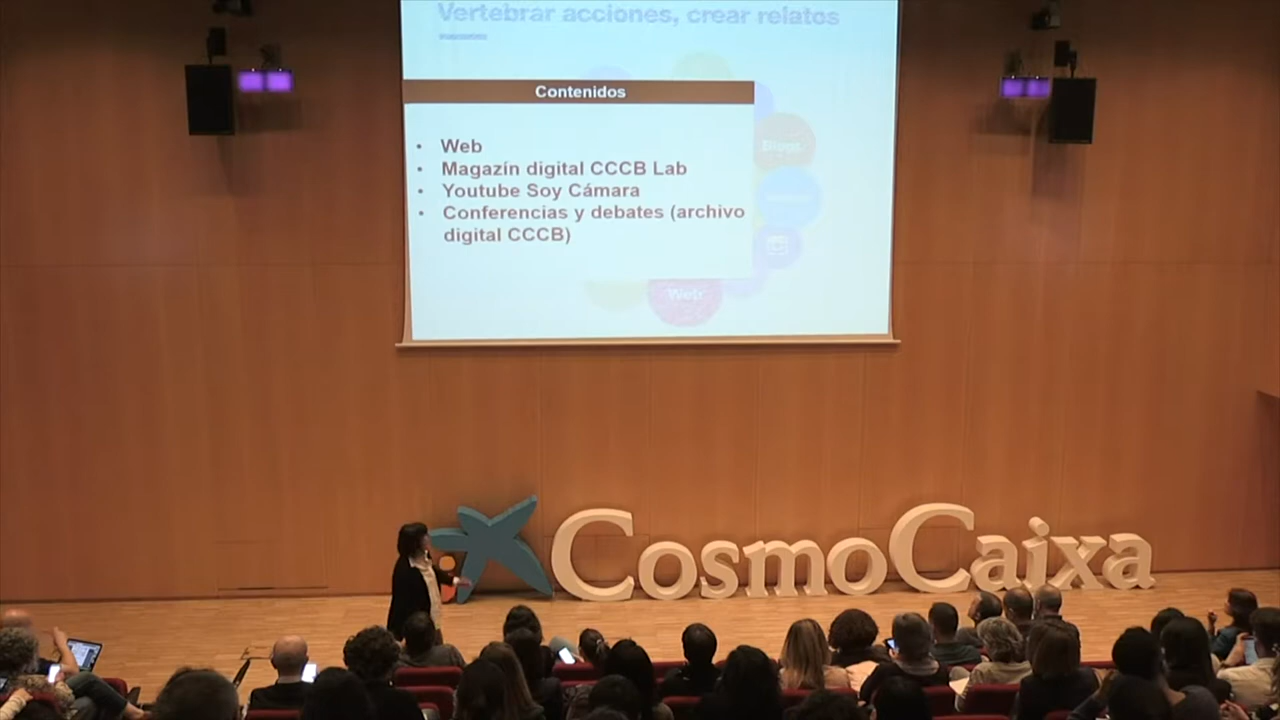 Vertebrar acciones, crear relatos
Contenidos
• Web
• Magazín digital CCCB Lab
• Youtube Soy Cámara
• Conferencias y debates (archivo
digital CCCB)
Blogs
Web
CosmoCaixa